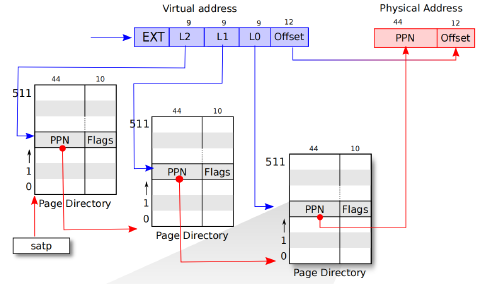 Virtual address
Physical Address
9 9 9 12
44 12
EXT L2 L1 L0 Offset
PPN Offset
44 10
511
PPN Flags
1
0
Page Directory
satp
44 10
511
PPN Flags
1
0
Page Directory
44 10
511
PPN Flags
1
0
Page Directory